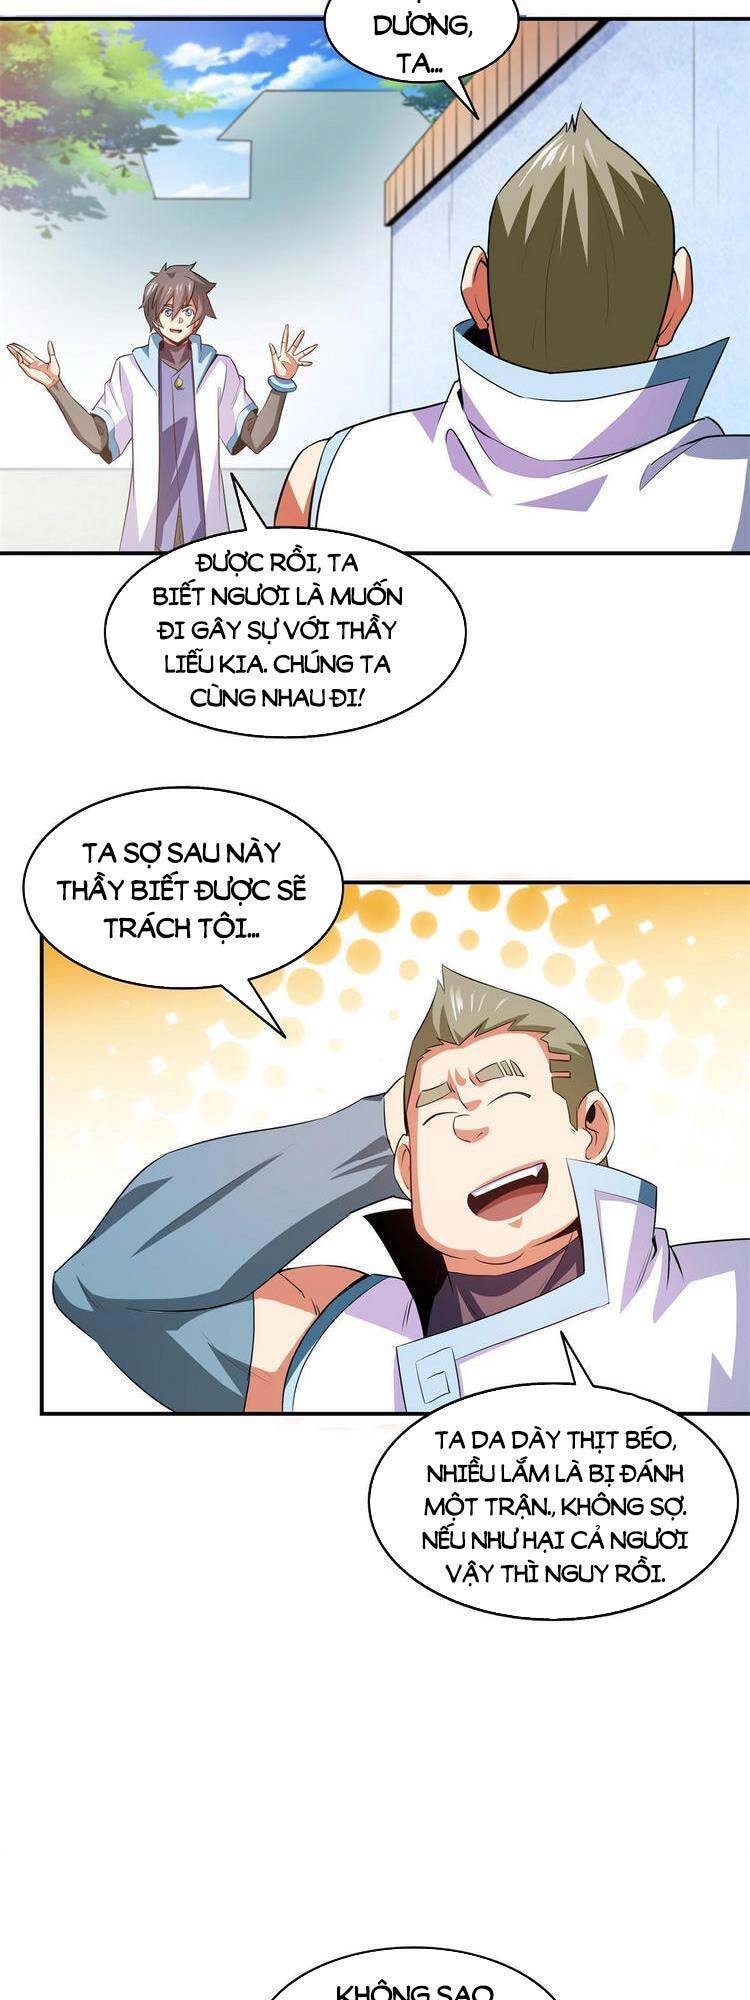 DƯƠNG,
TA...
ĐƯỢC RỒI, TA
BIẾT NGƯƠI LÀ MUỐN
ĐI GÂY SỰ VỚI THẦY
LIỄU KIA. CHÚNG TA
CÙNG NHAU ĐI!
TA SỢ SAU NÀY
THẦY BIẾT ĐƯỢC SẼ
TRÁCH TỘI...
TA DA DÀY THỊT BÉO,
NHIỀU LẮM LÀ BỊ ĐÁNH
MỘT TRẬN., KHÔNG SỢ.
NẾU NHƯ HẠI CẢ NGƯƠI
VẬY THÌ NGUY RỒI.
KHÔNG SAO